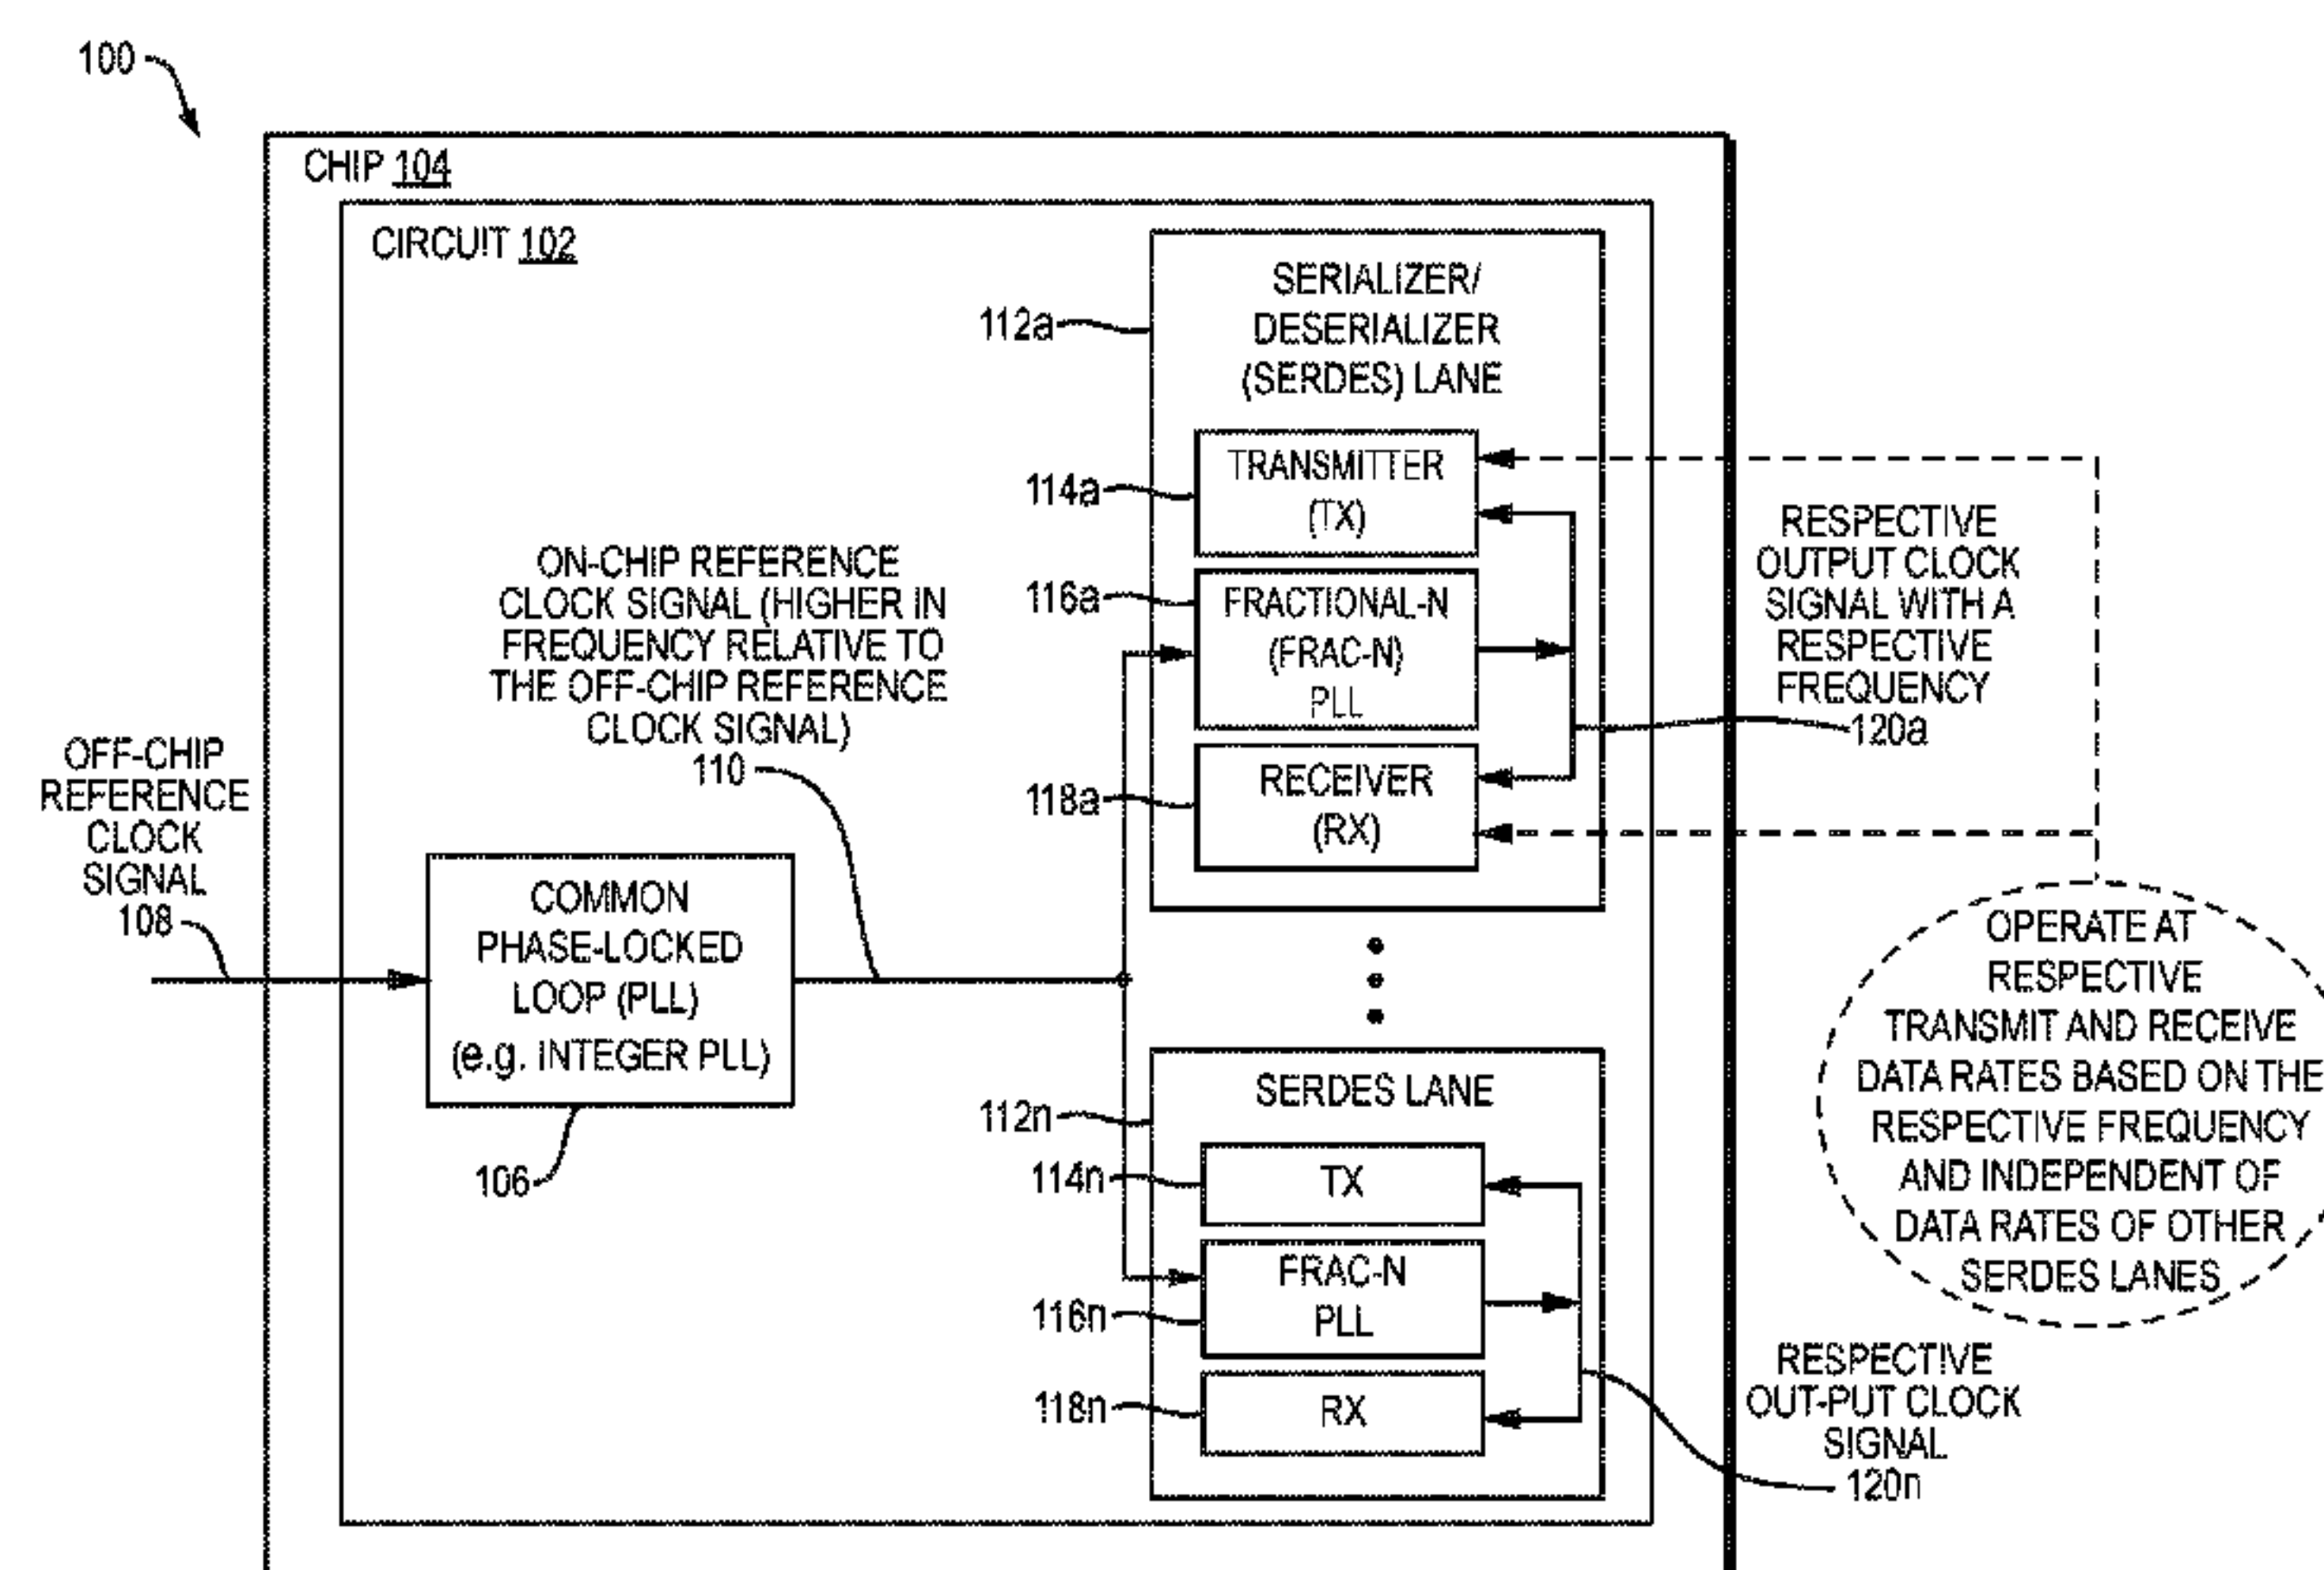 100
CHIP 104
CIRCUIT 102
SERIALIZER/
DESERIALIZER
(SERDES) LANE
112a
TRANSMITTER
(TX)
114a
FRACTIONAL-N
(FRAC-N)
PLL
116a
RECEIVER
(RX)
118a
RESPECTIVE
OUTPUT CLOCK
SIGNAL WITH A
RESPECTIVE
FREQUENCY
120a
ON-CHIP REFERENCE
CLOCK SIGNAL (HIGHER IN
FREQUENCY RELATIVE TO
THE OFF-CHIP REFERENCE
CLOCK SIGNAL)
110
OFF-CHIP
REFERENCE
CLOCK
SIGNAL
108
COMMON
PHASE-LOCKED
LOOP (PLL)
(e.g. INTEGER PLL)
106
OPERATE AT
RESPECTIVE
TRANSMIT AND RECEIVE
DATA RATES BASED ON THE
RESPECTIVE FREQUENCY
AND INDEPENDENT OF
DATA RATES OF OTHER
SERDES LANES
SERDES LANE
112n
TX
114n
FRAC-N
PLL
116n
RX
118n
RESPECTIVE
OUT-PUT CLOCK
SIGNAL
120n